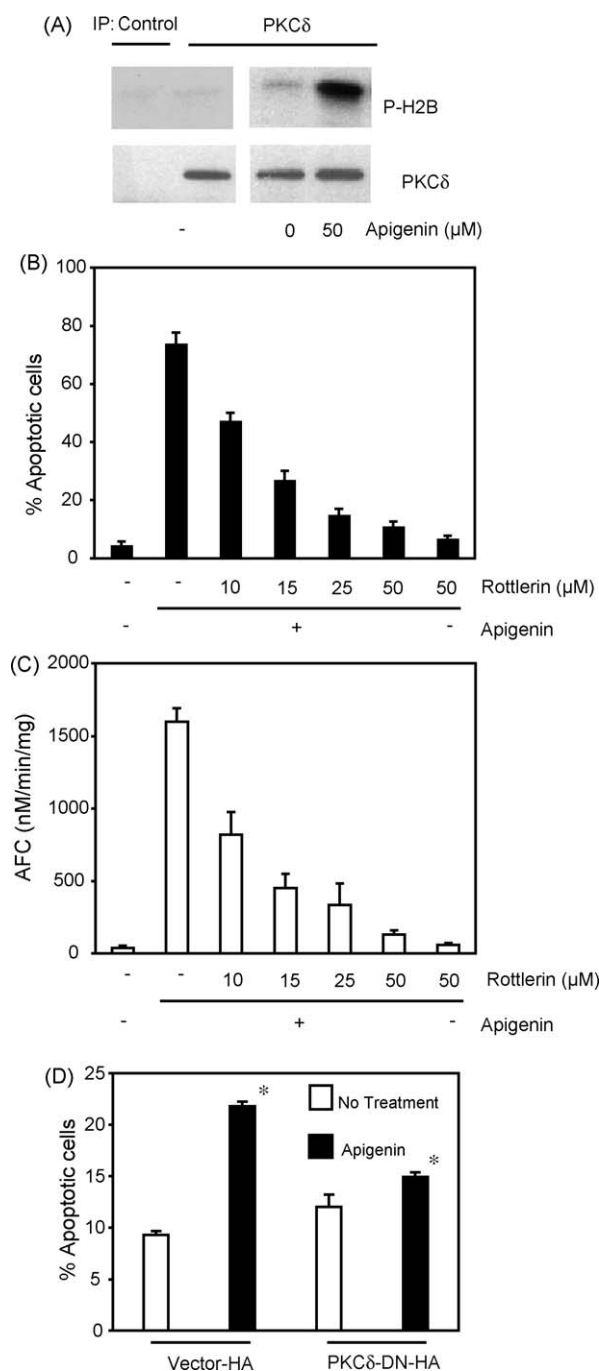 (A)
IP: Control PKCδ
P-H2B
PKCδ
- 0 50 Apigenin (μM)
(B)
100
80
60
40
20
0
% Apoptotic cells
- - 10 15 25 50 50 Rottlerin (μM)
- + - Apigenin
(C)
2000
1500
1000
500
0
AFC (nM/min/mg)
- - 10 15 25 50 50 Rottlerin (μM)
- + - Apigenin
(D)
25
20
15
10
5
0
% Apoptotic cells
* No Treatment
Apigenin *
Vector-HA PKCδ-DN-HA